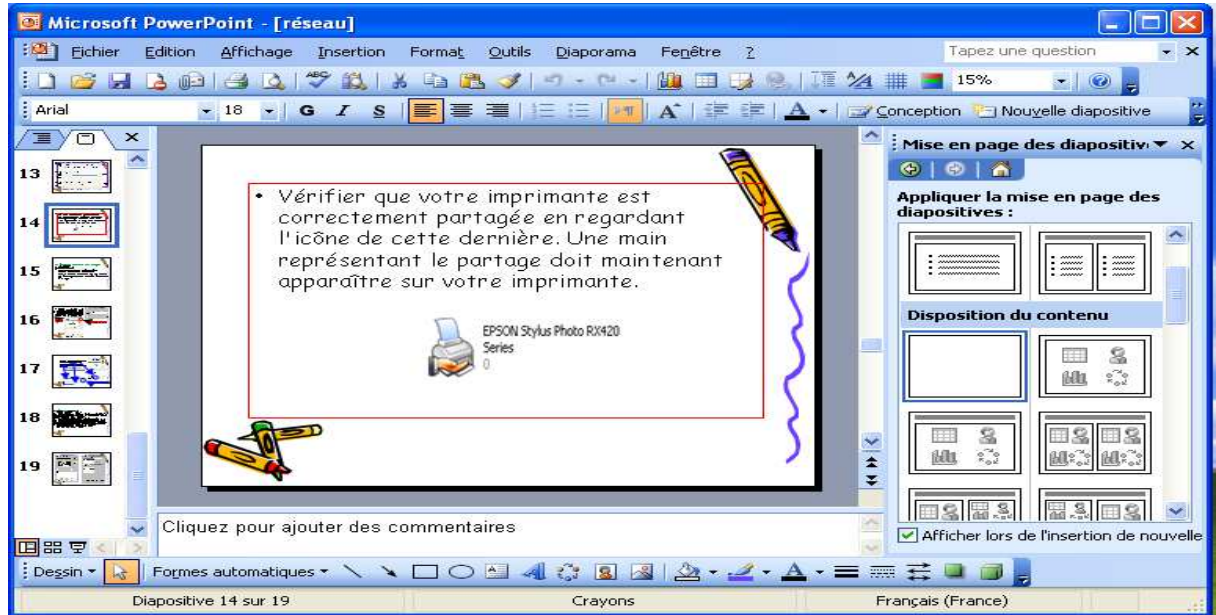 Microsoft PowerPoint - [réseau]
Fichier Edition Affichage Insertion Format Outils Diaporama Fenêtre ? Tapez une question
15%
Arial 18 G I S Conception Nouvelle diapositive
Mise en page des diapositiv
13
14
15
16
17
18
19
• Vérifier que votre imprimante est
correctement partagée en regardant
l'icône de cette dernière. Une main
représentant le partage doit maintenant
apparaître sur votre imprimante.
EPSON Stylus Photo RX420
Series
0
Appliquer la mise en page des
diapositives :
Disposition du contenu
Afficher lors de l'insertion de nouvelle
Cliquez pour ajouter des commentaires
Dessin Formes automatiques
Diapositive 14 sur 19 Crayons Français (France)